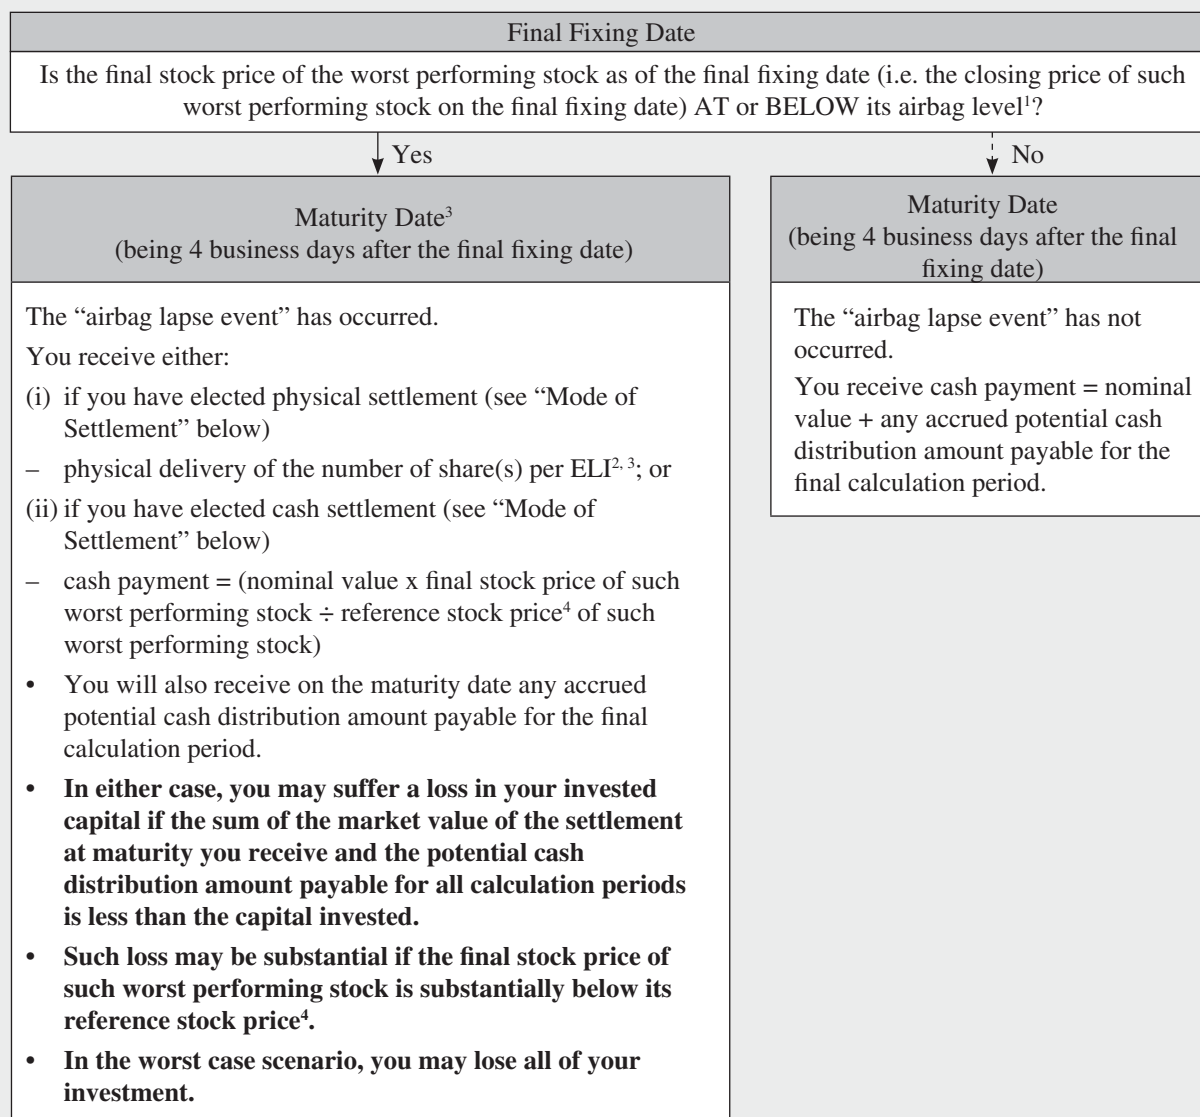 Final Fixing Date
Is the final stock price of the worst performing stock as of the final fixing date (i.e. the closing price of such
worst performing stock on the final fixing date) AT or BELOW its airbag level1?
Yes
No
Maturity Date3
(being 4 business days after the final fixing date)
The “airbag lapse event” has occurred.
You receive either:
(i) if you have elected physical settlement (see “Mode of
Settlement” below)
– physical delivery of the number of share(s) per ELI2, 3; or
(ii) if you have elected cash settlement (see “Mode of
Settlement” below)
– cash payment = (nominal value x final stock price of such
worst performing stock ÷ reference stock price4 of such
worst performing stock)
• You will also receive on the maturity date any accrued
potential cash distribution amount payable for the final
calculation period.
• In either case, you may suffer a loss in your invested
capital if the sum of the market value of the settlement
at maturity you receive and the potential cash
distribution amount payable for all calculation periods
is less than the capital invested.
• Such loss may be substantial if the final stock price of
such worst performing stock is substantially below its
reference stock price4.
• In the worst case scenario, you may lose all of your
investment.
Maturity Date
(being 4 business days after the final
fixing date)
The “airbag lapse event” has not
occurred.
You receive cash payment = nominal
value + any accrued potential cash
distribution amount payable for the
final calculation period.